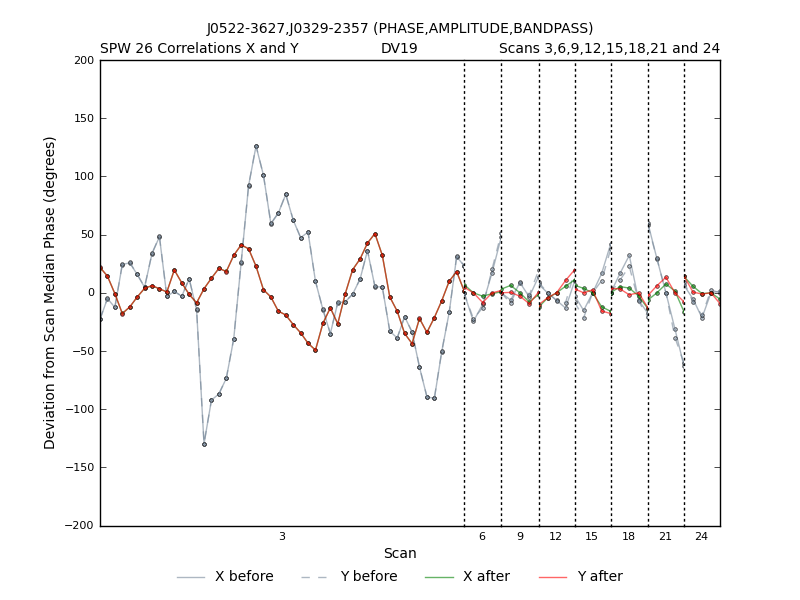 J0522-3627,J0329-2357 (PHASE,AMPLITUDE,BANDPASS)
SPW 26 Correlations X and Y DV19 Scans 3,6,9,12,15,18,21 and 24
200
150
100
50
0
−50
−100
−150
−200
Deviation from Scan Median Phase (degrees)
3 6 9 12 15 18 21 24
Scan
X before Y before X after Y after